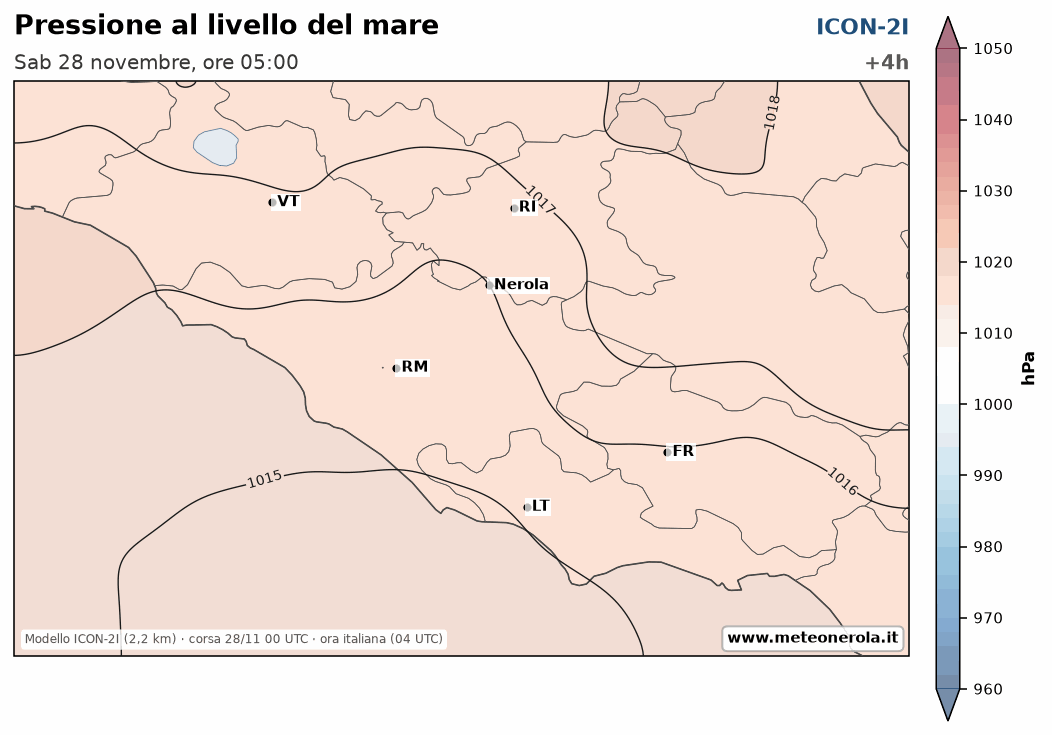 Pressione al livello del mare
ICON-2I
Sab 28 novembre, ore 05:00
+4h
1018
1017
VT
RI
Nerola
RM
FR
1015
1016
LT
Modello ICON-2I (2,2 km) · corsa 28/11 00 UTC · ora italiana (04 UTC)
www.meteonerola.it
1050
1040
1030
1020
1010
1000
990
980
970
960
hPa